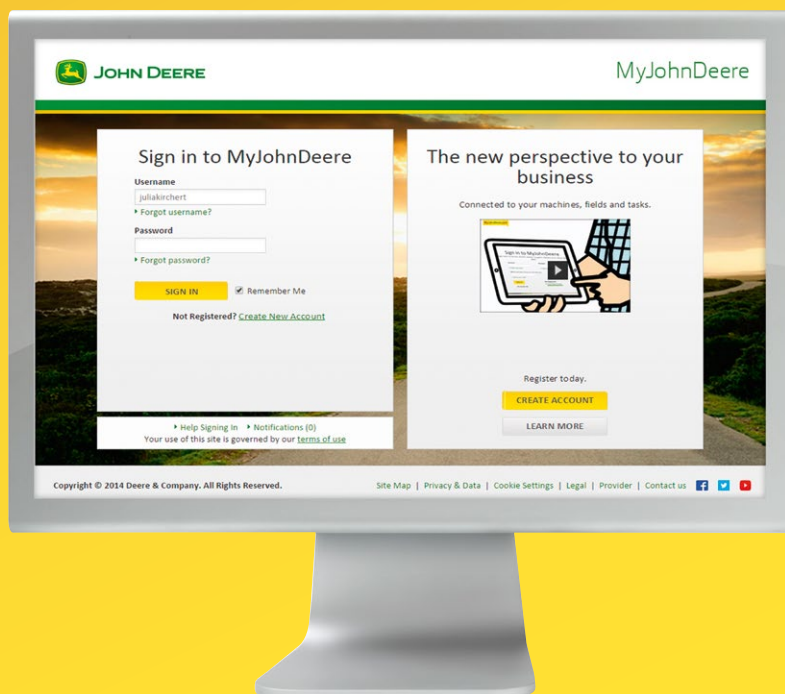 JOHN DEERE
MyJohnDeere
Sign in to MyJohnDeere
Username
juliakirchert
Forgot username?
Password
Forgot password?
SIGN IN
Remember Me
Not Registered? Create New Account
Help Signing In Notifications (0)
Your use of this site is governed by our terms of use
The new perspective to your
business
Connected to your machines, fields and tasks.
Sign in to MyJohnDeere
Register today.
CREATE ACCOUNT
LEARN MORE
Copyright © 2014 Deere & Company. All Rights Reserved.
Site Map | Privacy & Data | Cookie Settings | Legal | Provider | Contact us